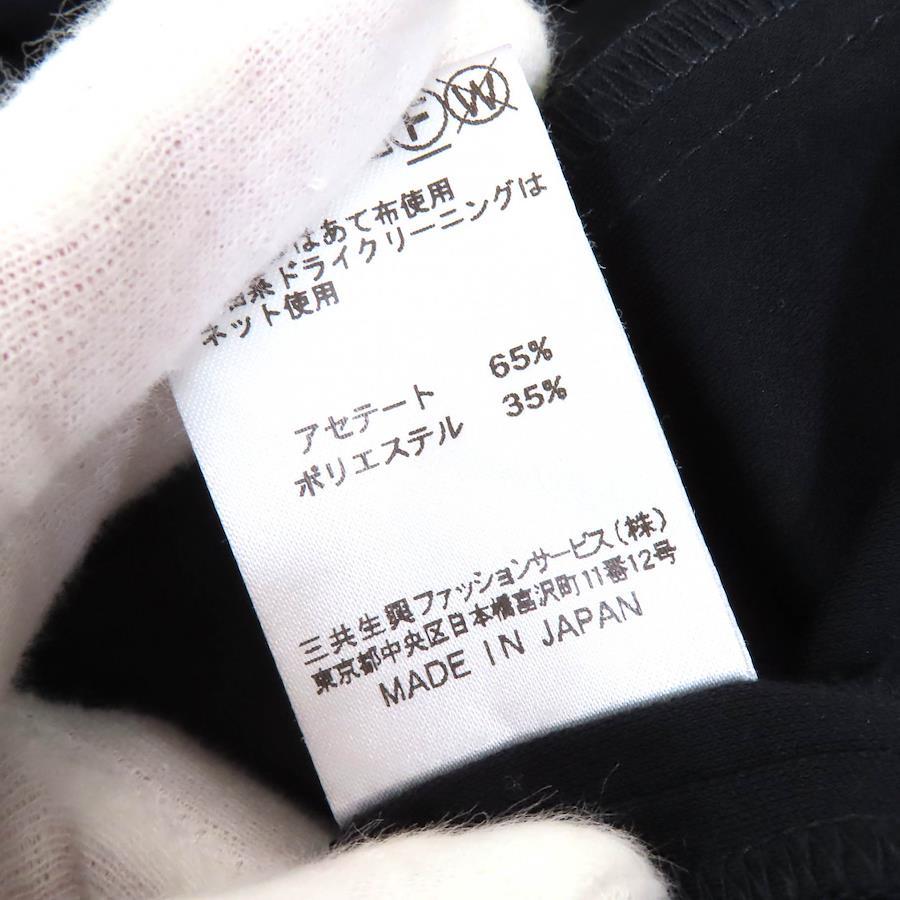 F W
はあて布使用
系ドライクリーニングは
ネット使用
アセテート 65%
ポリエステル 35%
三共生興ファッションサービス(株)
東京都中央区日本橋富沢町11番12号
MADE IN JAPAN